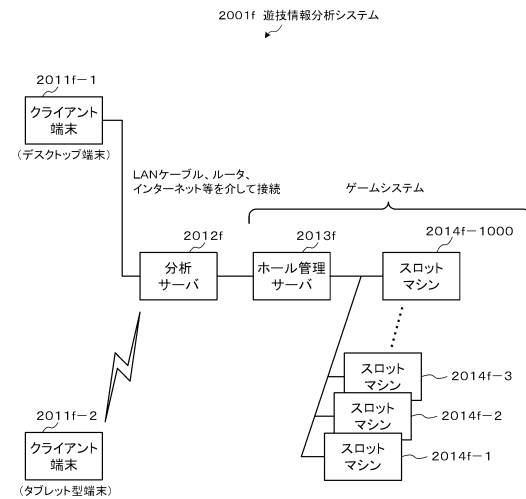 2001f 遊技情報分析システム
2011f-1
クライアント
端末
(デスクトップ端末)
LANケーブル、ルータ、
インターネット等を介して接続
ゲームシステム
2012f
2013f
2014f-1000
分析
サーバ
ホール管理
サーバ
スロット
マシン
スロット
マシン
2014f-3
スロット
マシン
2014f-2
スロット
マシン
2014f-1
2011f-2
クライアント
端末
(タブレット型端末)